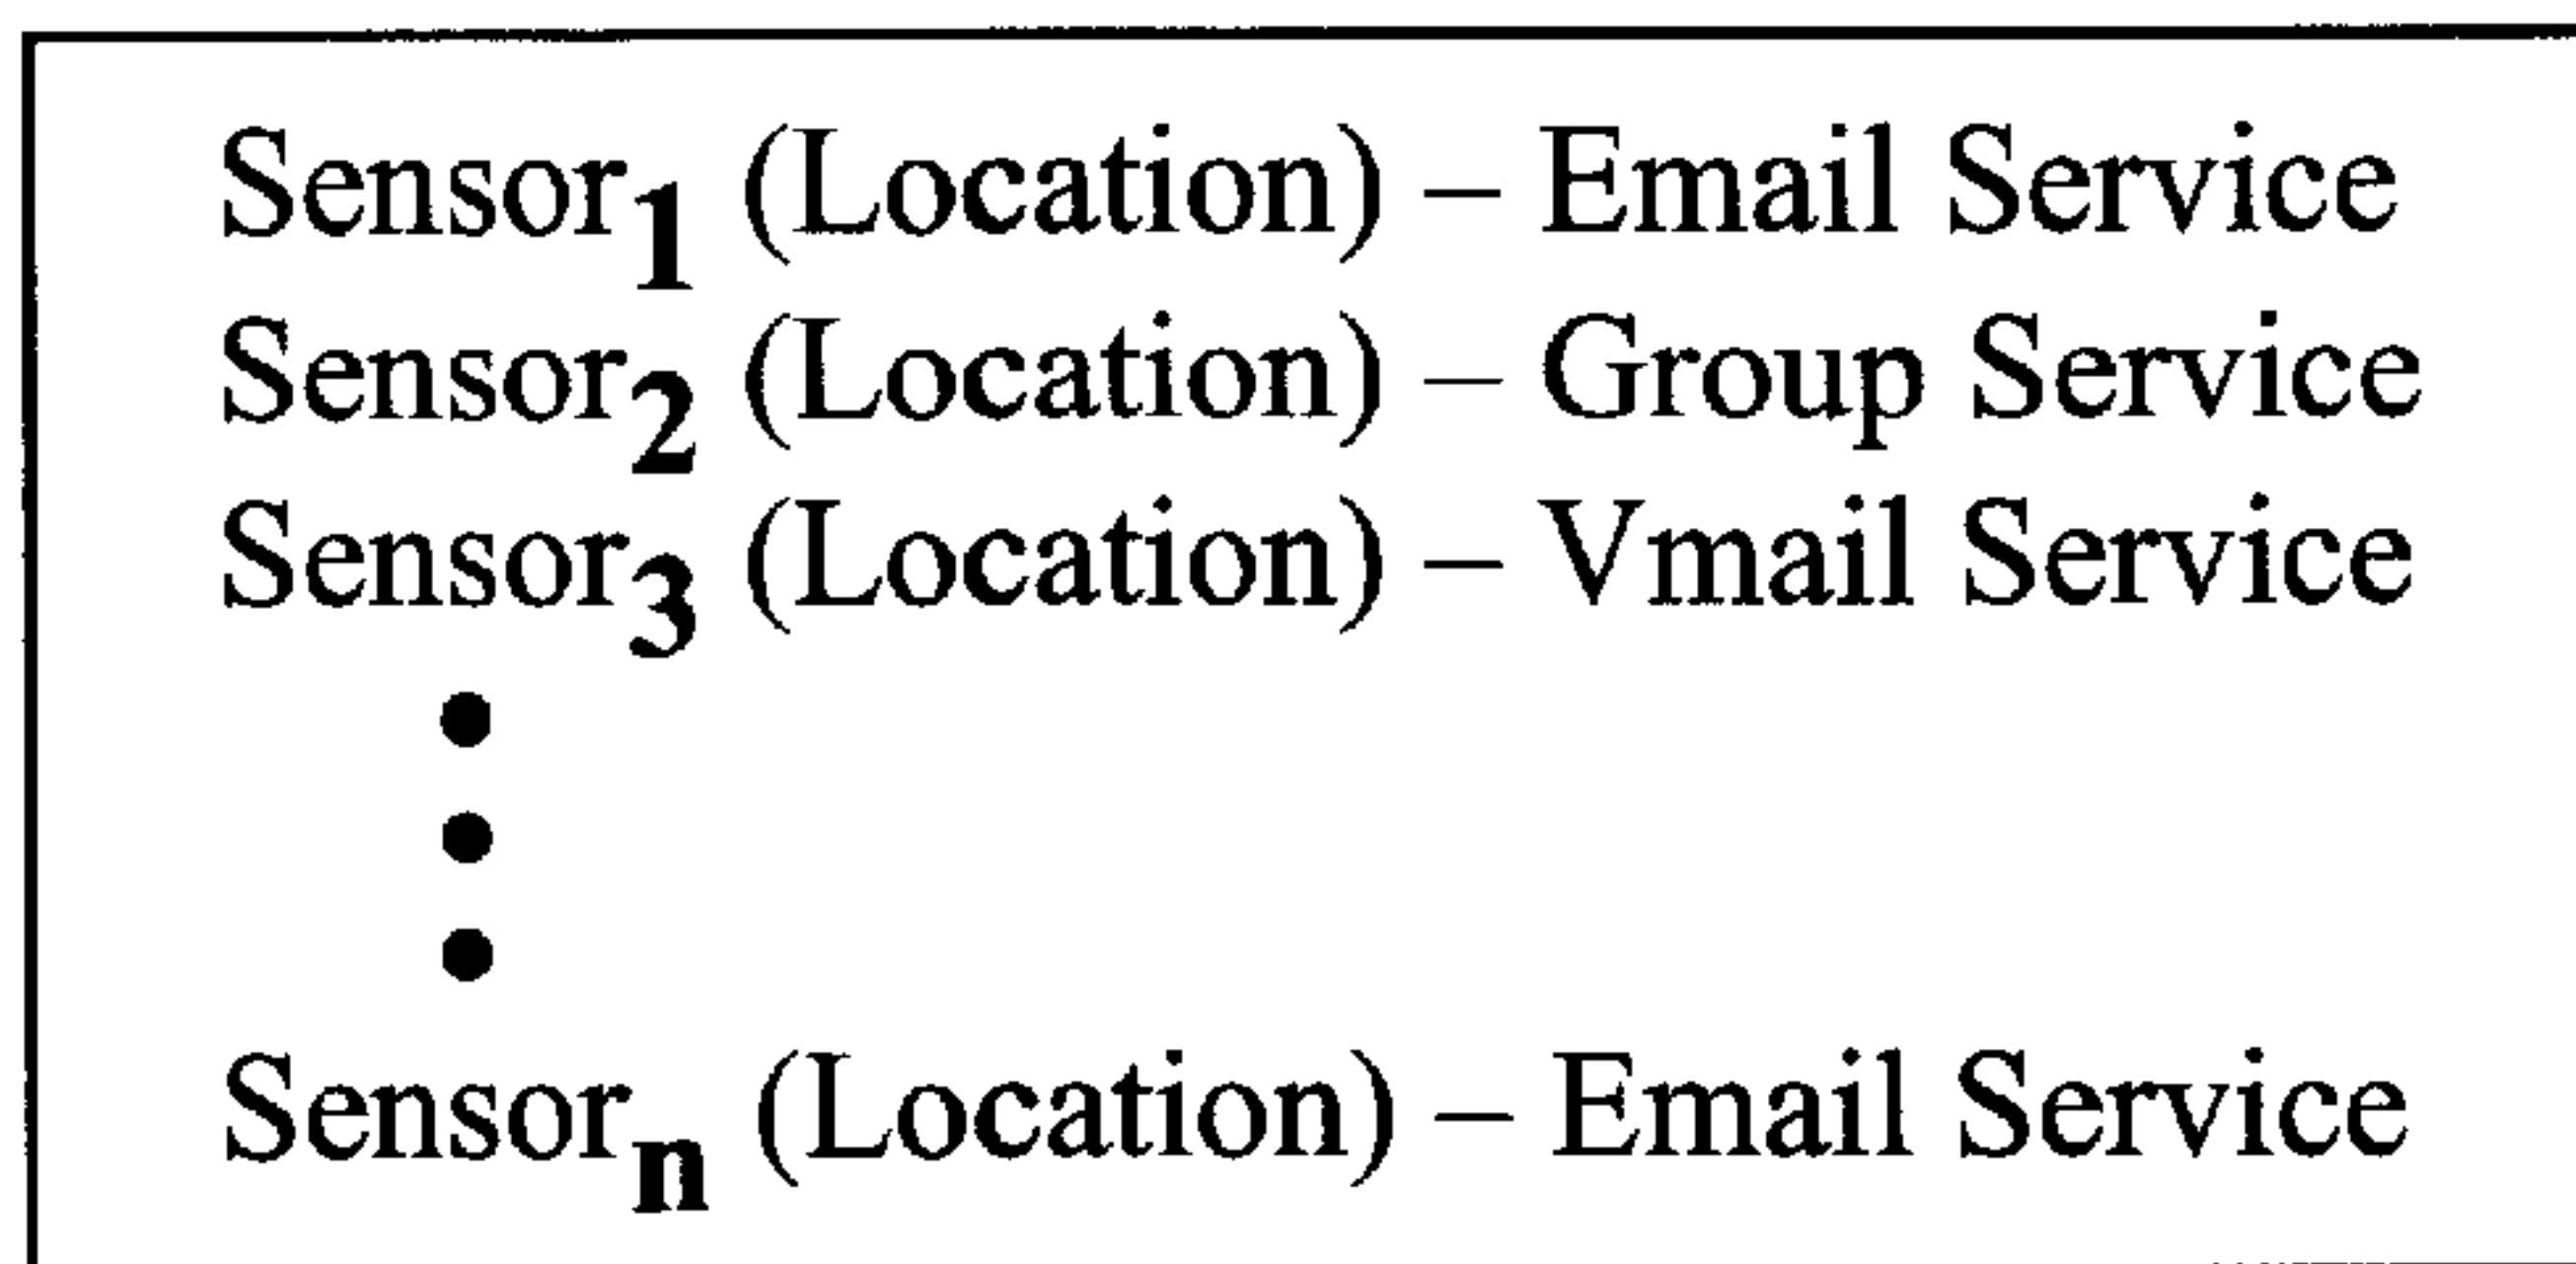 Sensor1 (Location) – Email Service
Sensor2 (Location) – Group Service
Sensor3 (Location) – Vmail Service
•
•
•
Sensorn (Location) – Email Service